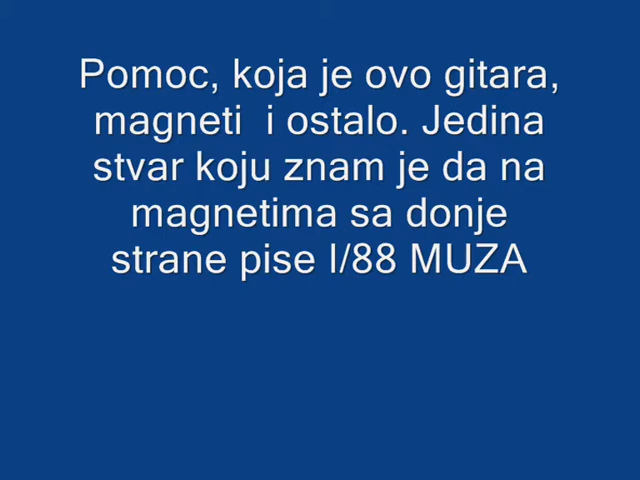 Pomoc, koja je ovo gitara,
magneti  i ostalo. Jedina
stvar koju znam je da na
magnetima sa donje
strane pise I/88 MUZA